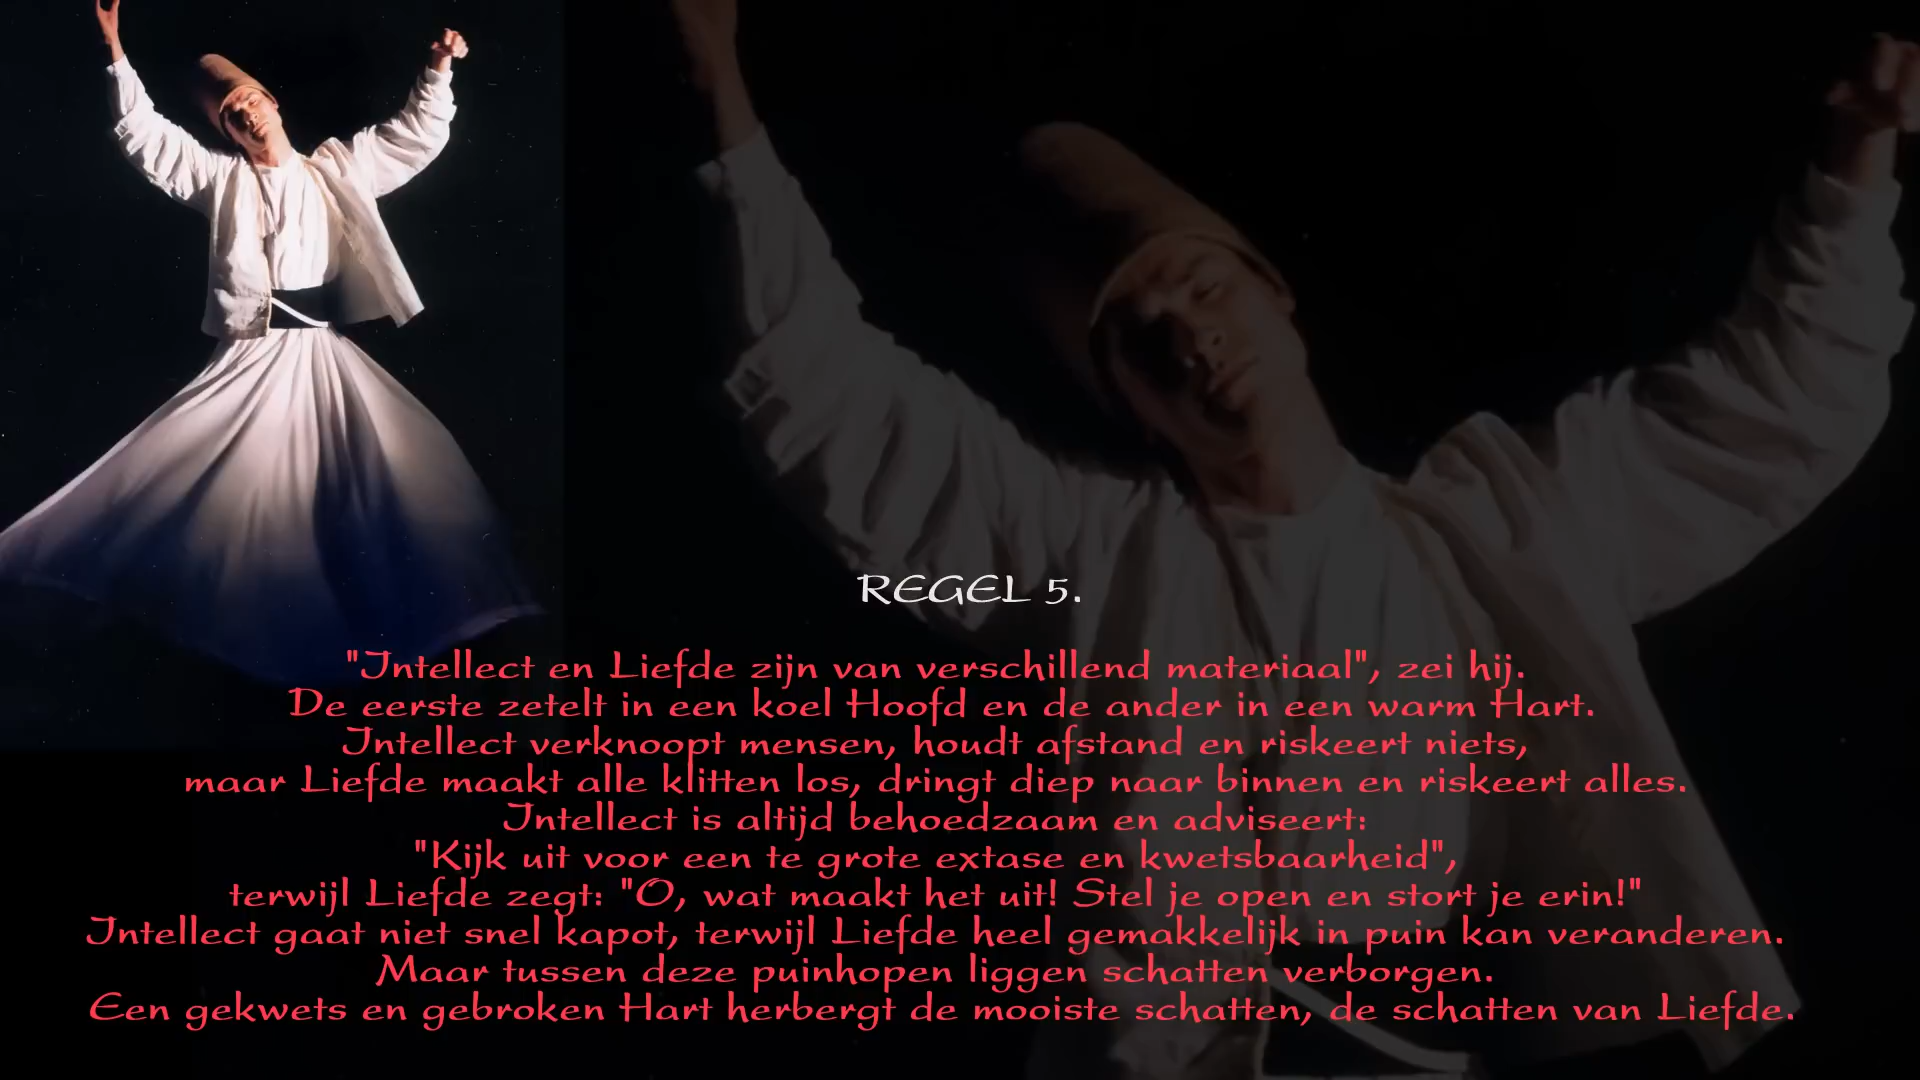 REGEL 5.
"Intellect en Liefde zijn van verschillend materiaal", zei hij.
De eerste zetelt in een koel Hoofd en de ander in een warm Hart.
Intellect verknoopt mensen, houdt afstand en riskeert niets,
maar Liefde maakt alle klitten los, dringt diep naar binnen en riskeert alles.
Intellect is altijd behoedzaam en adviseert:
"Kijk uit voor een te grote extase en kwetsbaarheid",
terwijl Liefde zegt: "O, wat maakt het uit! Stel je open en stort je erin!"
Intellect gaat niet snel kapot, terwijl Liefde heel gemakkelijk in puin kan veranderen.
Maar tussen deze puinhopen liggen schatten verborgen.
Een gekwets en gebroken Hart herbergt de mooiste schatten, de schatten van Liefde.